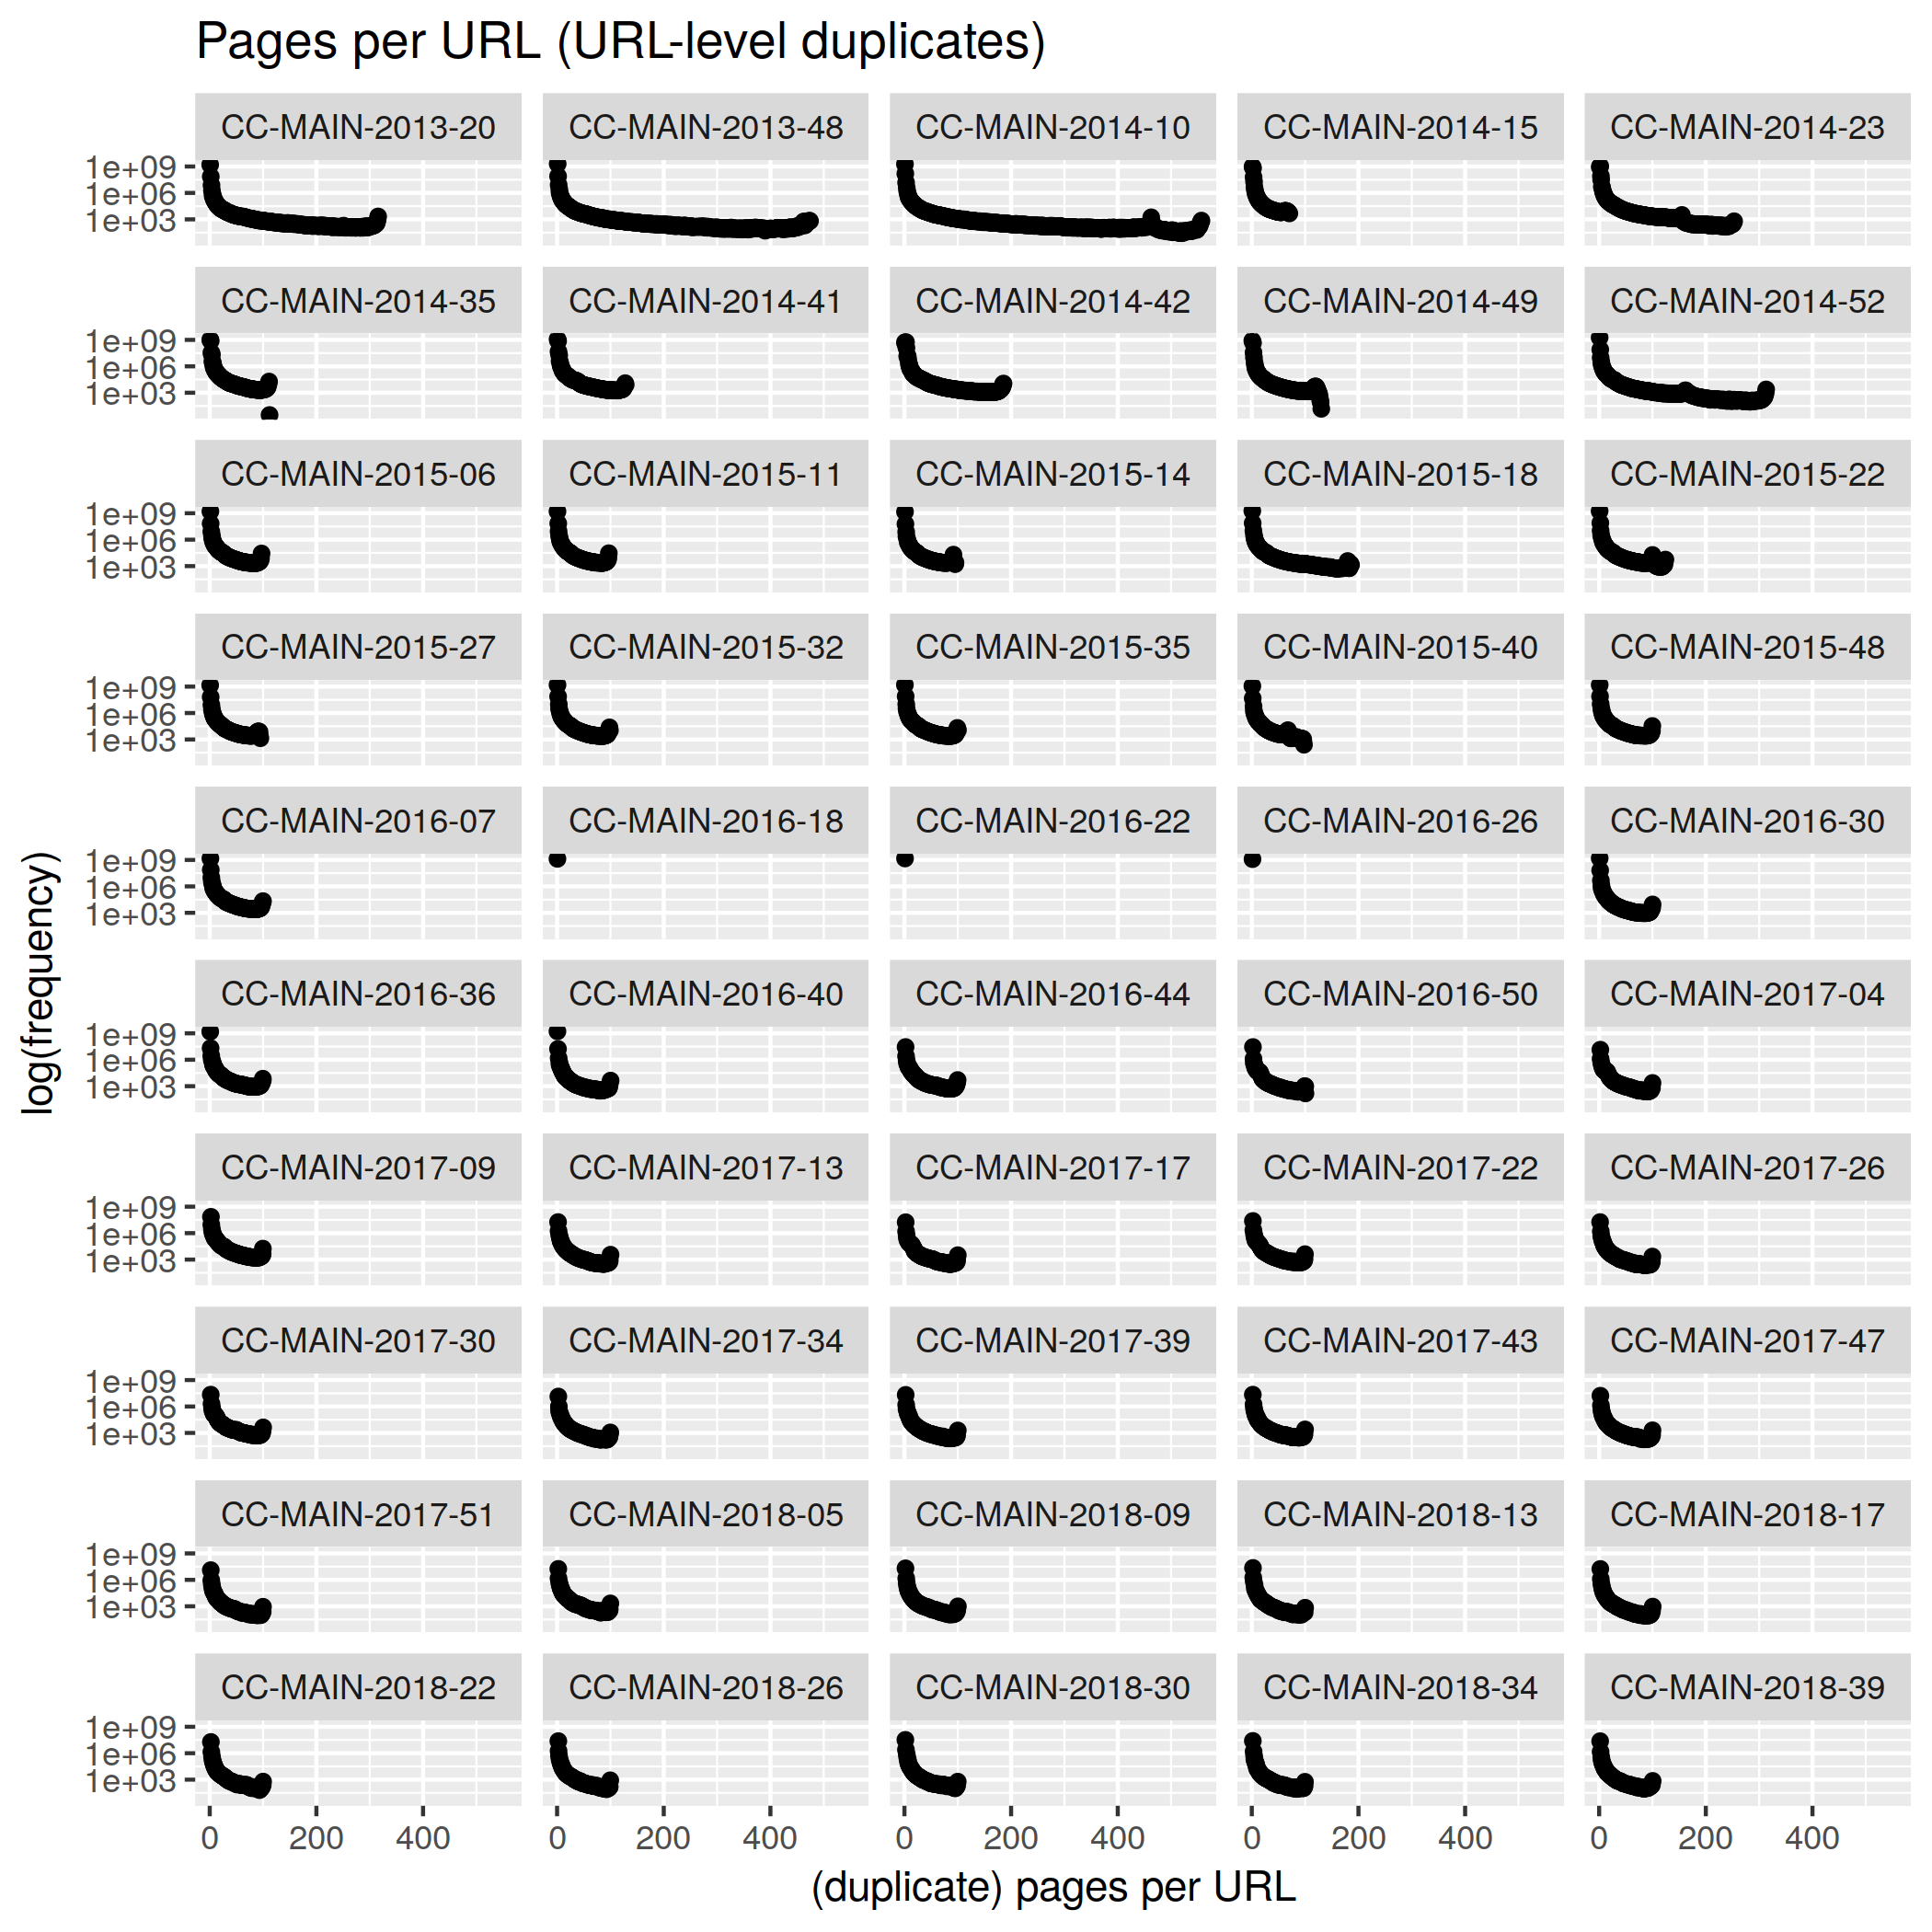 Pages per URL (URL-level duplicates)
CC-MAIN-2013-20 CC-MAIN-2013-48 CC-MAIN-2014-10 CC-MAIN-2014-15 CC-MAIN-2014-23
1e+09
1e+06
1e+03
CC-MAIN-2014-35 CC-MAIN-2014-41 CC-MAIN-2014-42 CC-MAIN-2014-49 CC-MAIN-2014-52
1e+09
1e+06
1e+03
CC-MAIN-2015-06 CC-MAIN-2015-11 CC-MAIN-2015-14 CC-MAIN-2015-18 CC-MAIN-2015-22
1e+09
1e+06
1e+03
CC-MAIN-2015-27 CC-MAIN-2015-32 CC-MAIN-2015-35 CC-MAIN-2015-40 CC-MAIN-2015-48
1e+09
1e+06
1e+03
CC-MAIN-2016-07 CC-MAIN-2016-18 CC-MAIN-2016-22 CC-MAIN-2016-26 CC-MAIN-2016-30
1e+09
1e+06
1e+03
log(frequency)
CC-MAIN-2016-36 CC-MAIN-2016-40 CC-MAIN-2016-44 CC-MAIN-2016-50 CC-MAIN-2017-04
1e+09
1e+06
1e+03
CC-MAIN-2017-09 CC-MAIN-2017-13 CC-MAIN-2017-17 CC-MAIN-2017-22 CC-MAIN-2017-26
1e+09
1e+06
1e+03
CC-MAIN-2017-30 CC-MAIN-2017-34 CC-MAIN-2017-39 CC-MAIN-2017-43 CC-MAIN-2017-47
1e+09
1e+06
1e+03
CC-MAIN-2017-51 CC-MAIN-2018-05 CC-MAIN-2018-09 CC-MAIN-2018-13 CC-MAIN-2018-17
1e+09
1e+06
1e+03
CC-MAIN-2018-22 CC-MAIN-2018-26 CC-MAIN-2018-30 CC-MAIN-2018-34 CC-MAIN-2018-39
1e+09
1e+06
1e+03
0 200 400 0 200 400 0 200 400 0 200 400 0 200 400
(duplicate) pages per URL